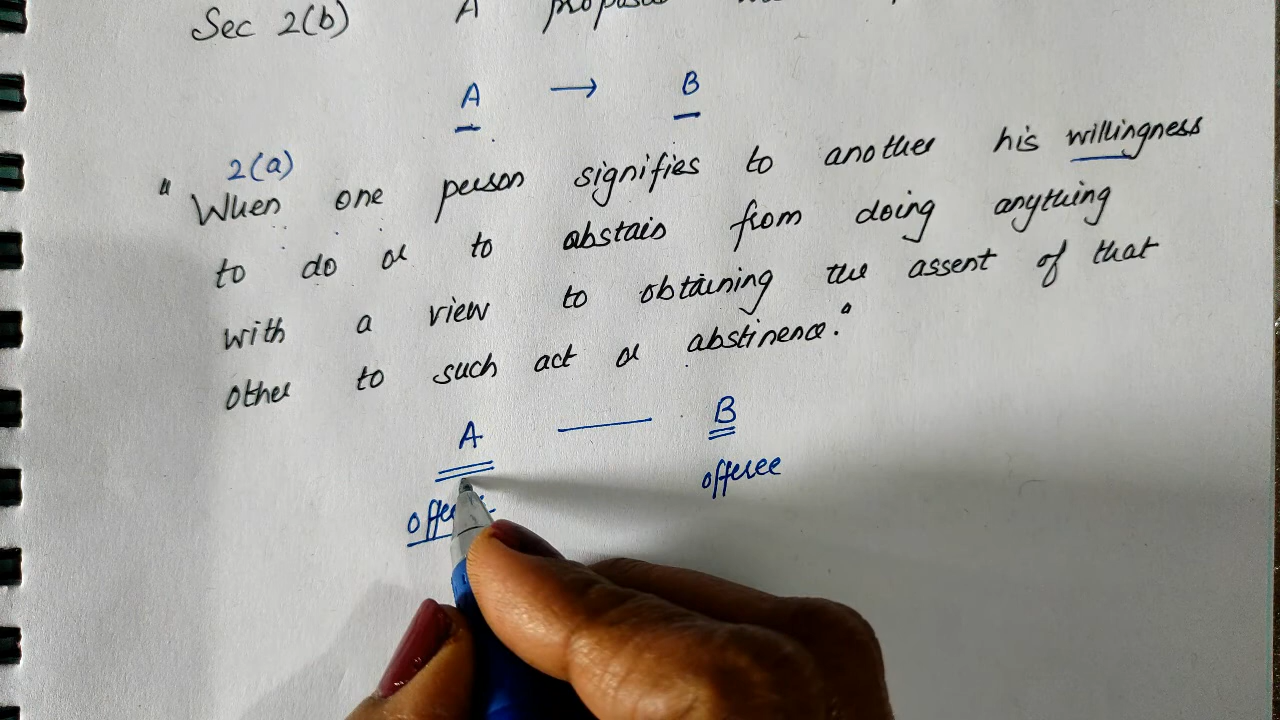 Sec 2(b) A
A → B
2(a)
"When one person signifies to another his willingness
to do or to abstain from doing anything
with a view to obtaining the assent of that
other to such act or abstinence."
A — B
offeree